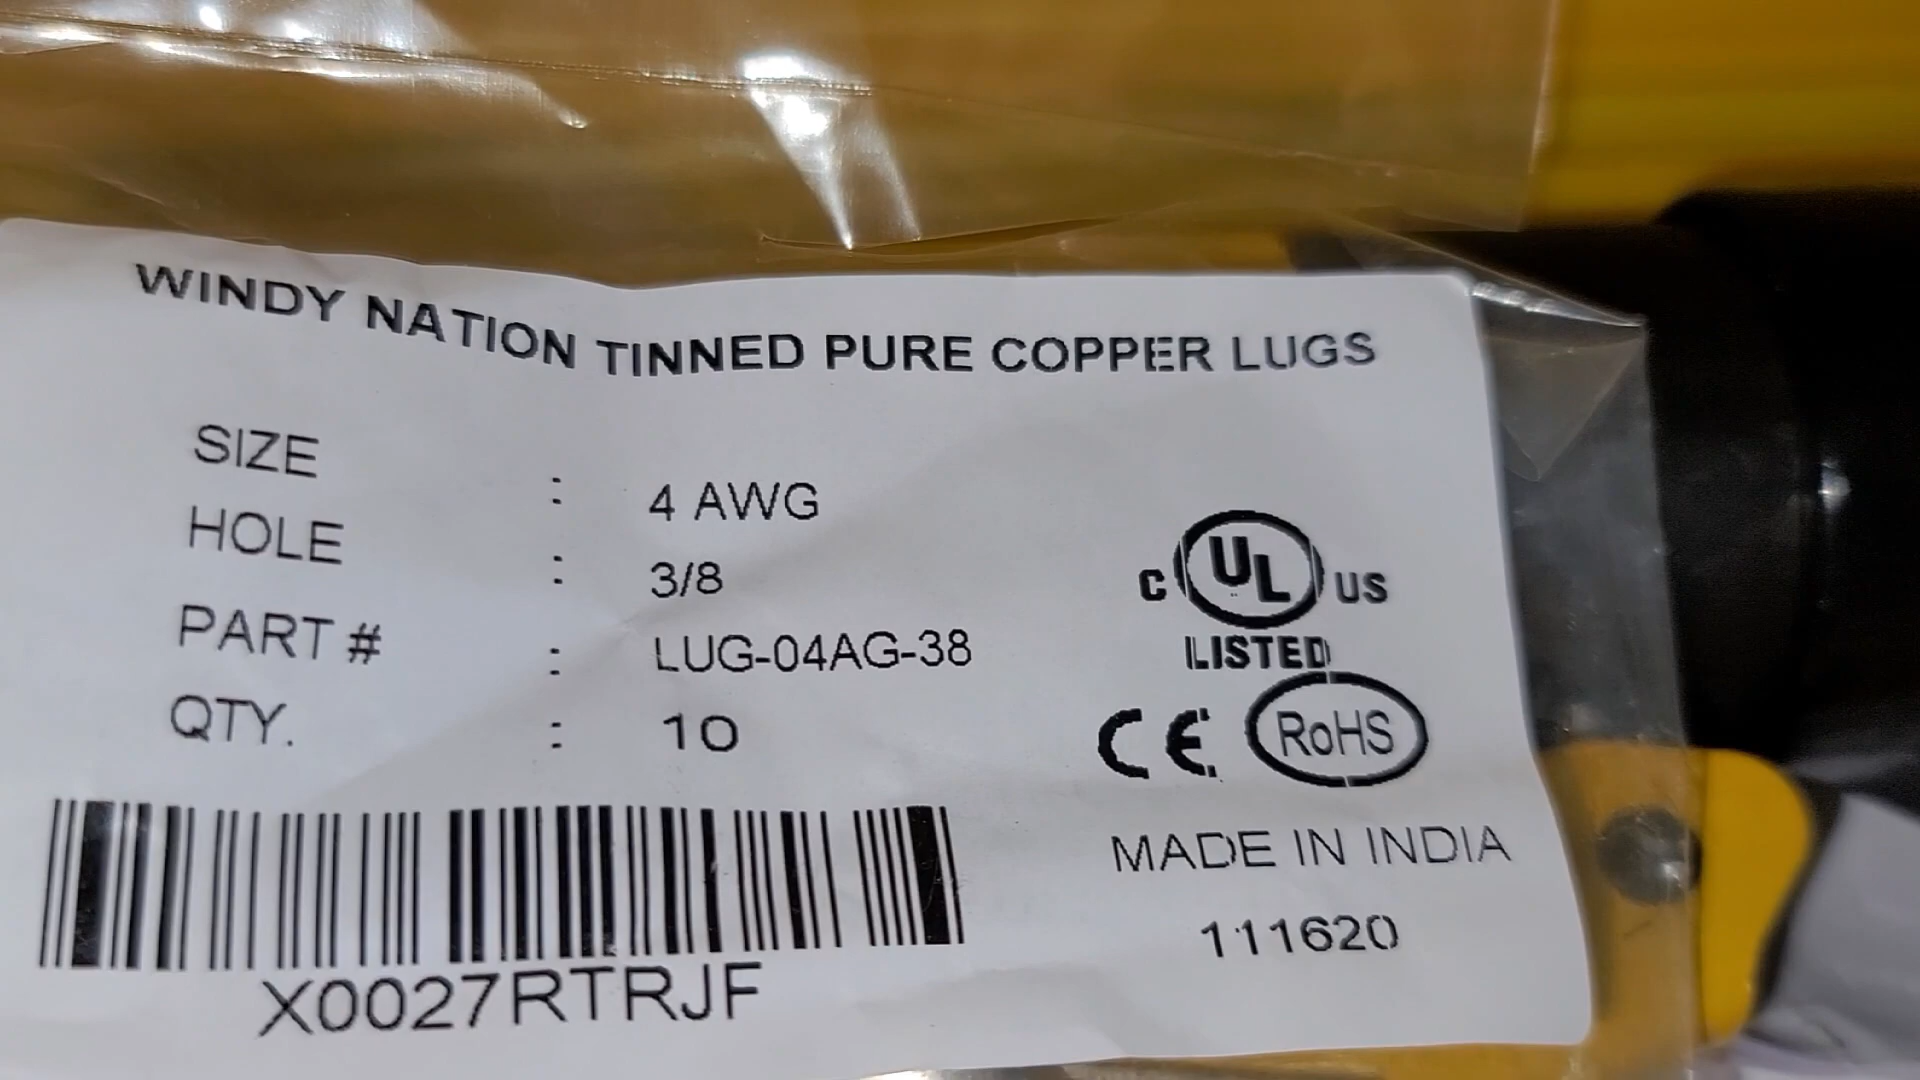 WINDY NATION TINNED PURE COPPER LUGS
SIZE : 4 AWG
HOLE : 3/8
PART # : LUG-04AG-38
QTY. : 10
C UL US
LISTED
CE RoHS
MADE IN INDIA
111620
X0027RTRJF